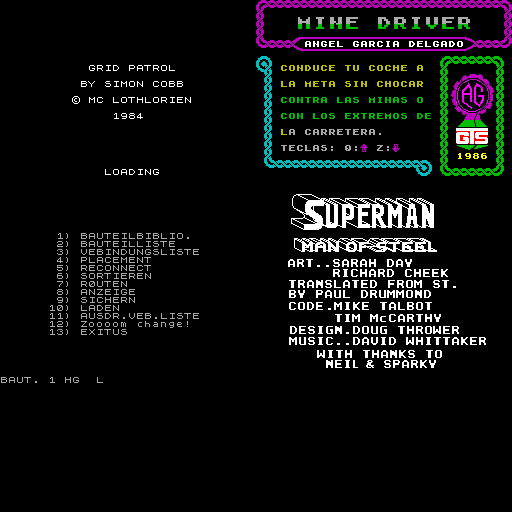 GRID PATROL
BY SIMON COBB
© MC LOTHLORIEN
1984
LOADING
MINE DRIVER
ANGEL GARCIA DELGADO
CONDUCE TU COCHE A
LA META SIN CHOCAR
CONTRA LAS MINAS O
CON LOS EXTREMOS DE
LA CARRETERA.
TECLAS: Q:⇑ Z:⇓
AG
GTS
1986
1) BAUTEILBIBLIO.
2) BAUTEILLISTE
3) VEBINDUNGSLISTE
4) PLACEMENT
5) RECONNECT
6) SORTIEREN
7) ROUTEN
8) ANZEIGE
9) SICHERN
10) LADEN
11) AUSDR.VEB.LISTE
12) Zoooom change!
13) EXITUS
BAUT. 1 HG L
SUPERMAN
MAN OF STEEL
ART..SARAH DAY
RICHARD CHEEK
TRANSLATED FROM ST.
BY PAUL DRUMMOND
CODE.MIKE TALBOT
TIM McCARTHY
DESIGN.DOUG THROWER
MUSIC..DAVID WHITTAKER
WITH THANKS TO
NEIL & SPARKY